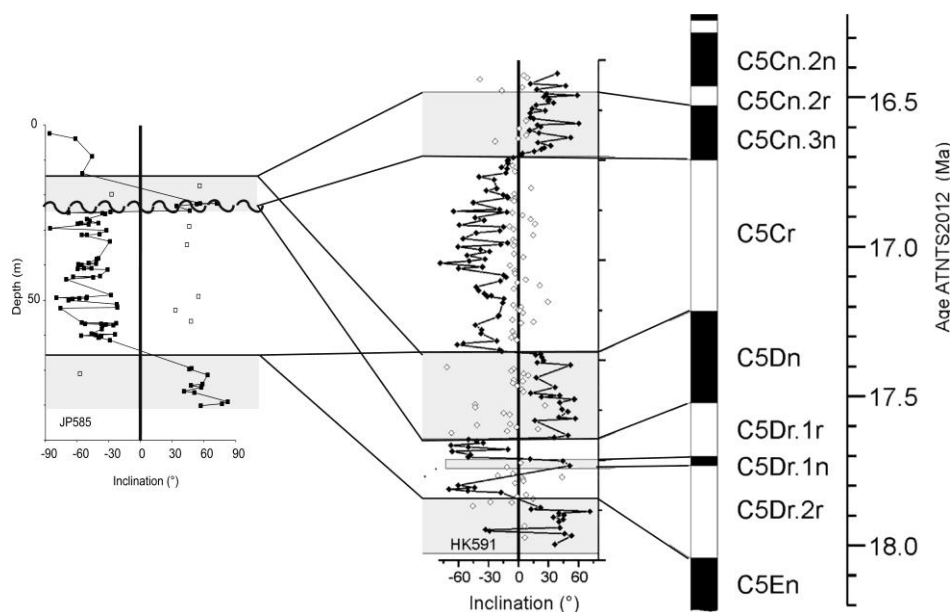 0
50
Depth (m)
JP585
-90 -60 -30 0 30 60 90
Inclination (°)
HK591
-60 -30 0 30 60
Inclination (°)
C5Cn.2n
C5Cn.2r
C5Cn.3n
C5Cr
C5Dn
C5Dr.1r
C5Dr.1n
C5Dr.2r
C5En
16.5
17.0
17.5
18.0
Age ATNTS2012 (Ma)